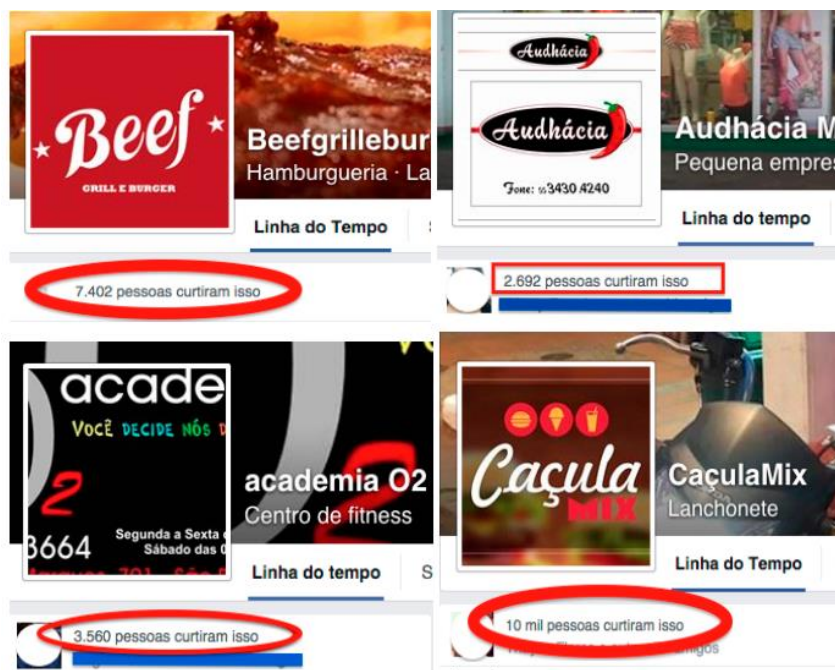 Beef
GRILL E BURGER
Beefgrillebur
Hamburgueria · La
Linha do Tempo
7.402 pessoas curtiram isso
Audhácia
Audhácia
Fone: 55 3430 4240
Audhácia M
Pequena empres
Linha do tempo
2.692 pessoas curtiram isso
acade
VOCÊ DECIDE NÓS D
2
3664
Segunda a Sexta
Sábado das
academia O2
Centro de fitness
Linha do tempo
S
3.560 pessoas curtiram isso
Caçula
MIX
CaçulaMix
Lanchonete
Linha do Tempo
10 mil pessoas curtiram isso